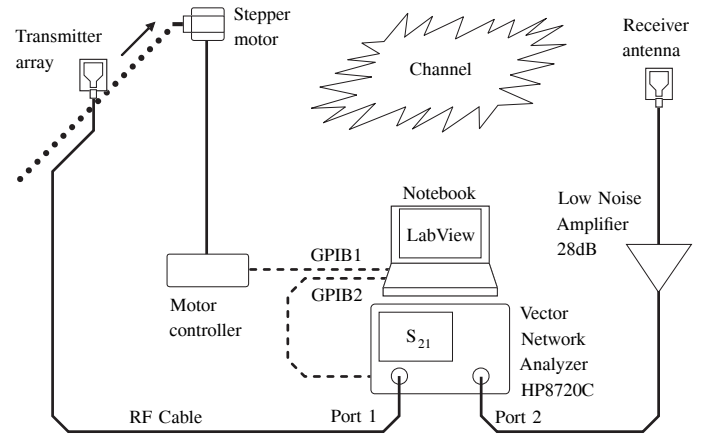 Transmitter
array
Stepper
motor
Channel
Receiver
antenna
Notebook
LabView
Low Noise
Amplifier
28dB
GPIB1
GPIB2
Motor
controller
S21
Vector
Network
Analyzer
HP8720C
RF Cable
Port 1
Port 2